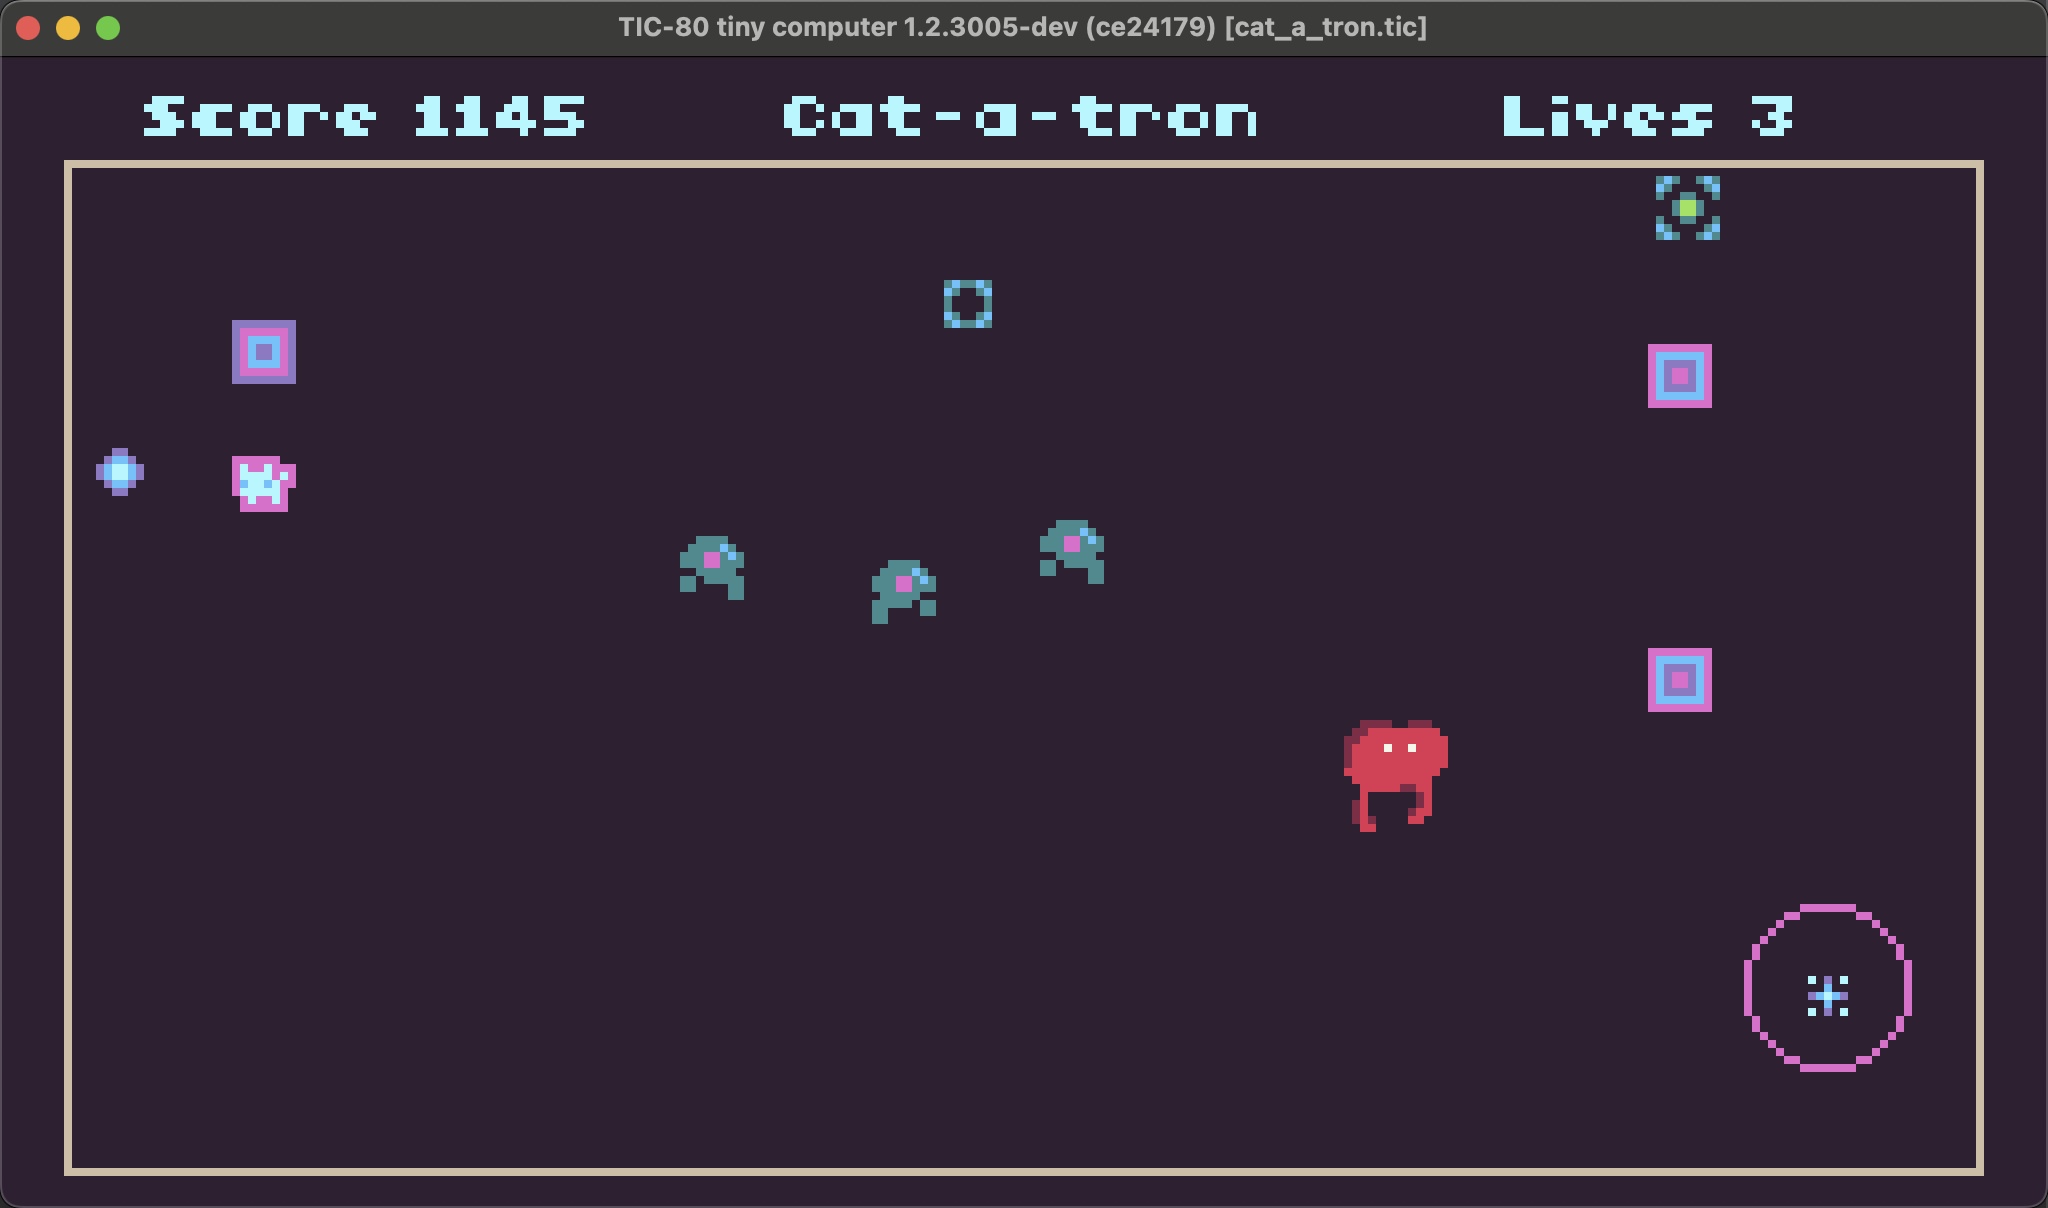 TIC-80 tiny computer 1.2.3005-dev (ce24179) [cat_a_tron.tic]
Score 1145 Cat-a-tron Lives 3